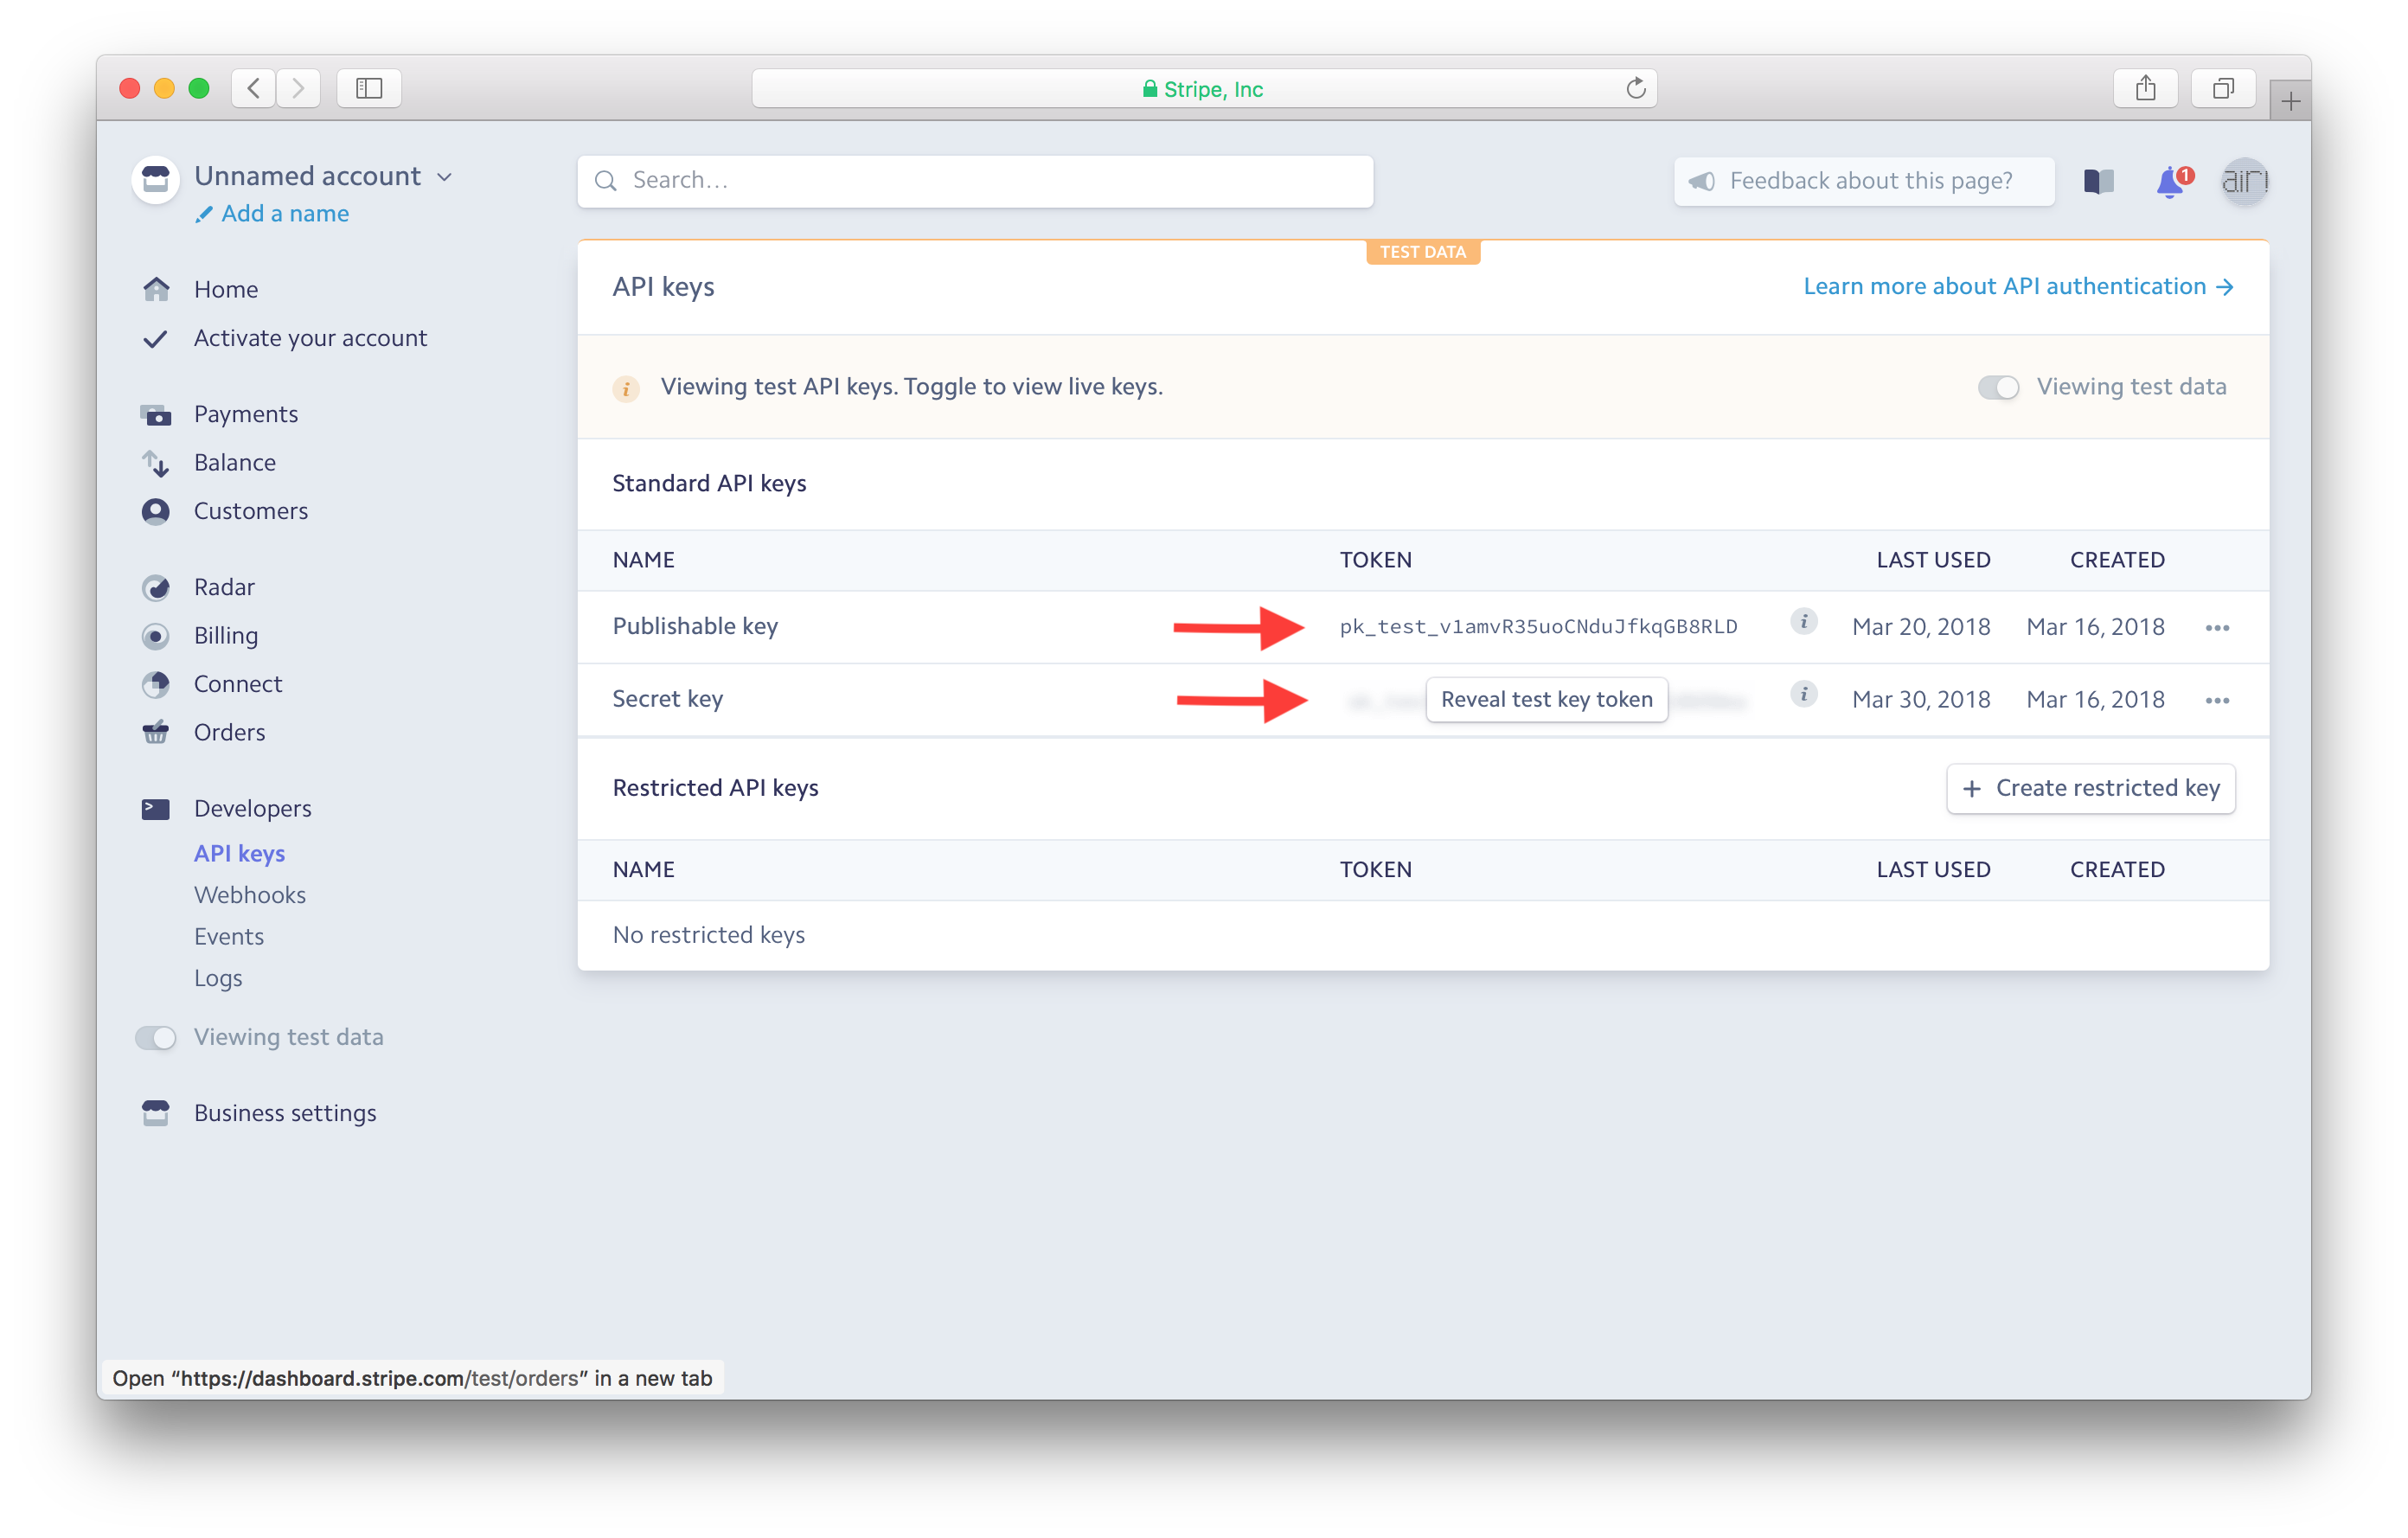 Stripe, Inc
Unnamed account
Add a name
Search…
Feedback about this page?
1
Home
Activate your account
Payments
Balance
Customers
Radar
Billing
Connect
Orders
Developers
API keys
Webhooks
Events
Logs
Viewing test data
Business settings
TEST DATA
API keys
Learn more about API authentication →
Viewing test API keys. Toggle to view live keys.
Viewing test data
Standard API keys
NAME TOKEN LAST USED CREATED
Publishable key pk_test_v1amvR35uoCNduJfkqGB8RLD Mar 20, 2018 Mar 16, 2018
Secret key Reveal test key token Mar 30, 2018 Mar 16, 2018
Restricted API keys
+ Create restricted key
NAME TOKEN LAST USED CREATED
No restricted keys
Open “https://dashboard.stripe.com/test/orders” in a new tab